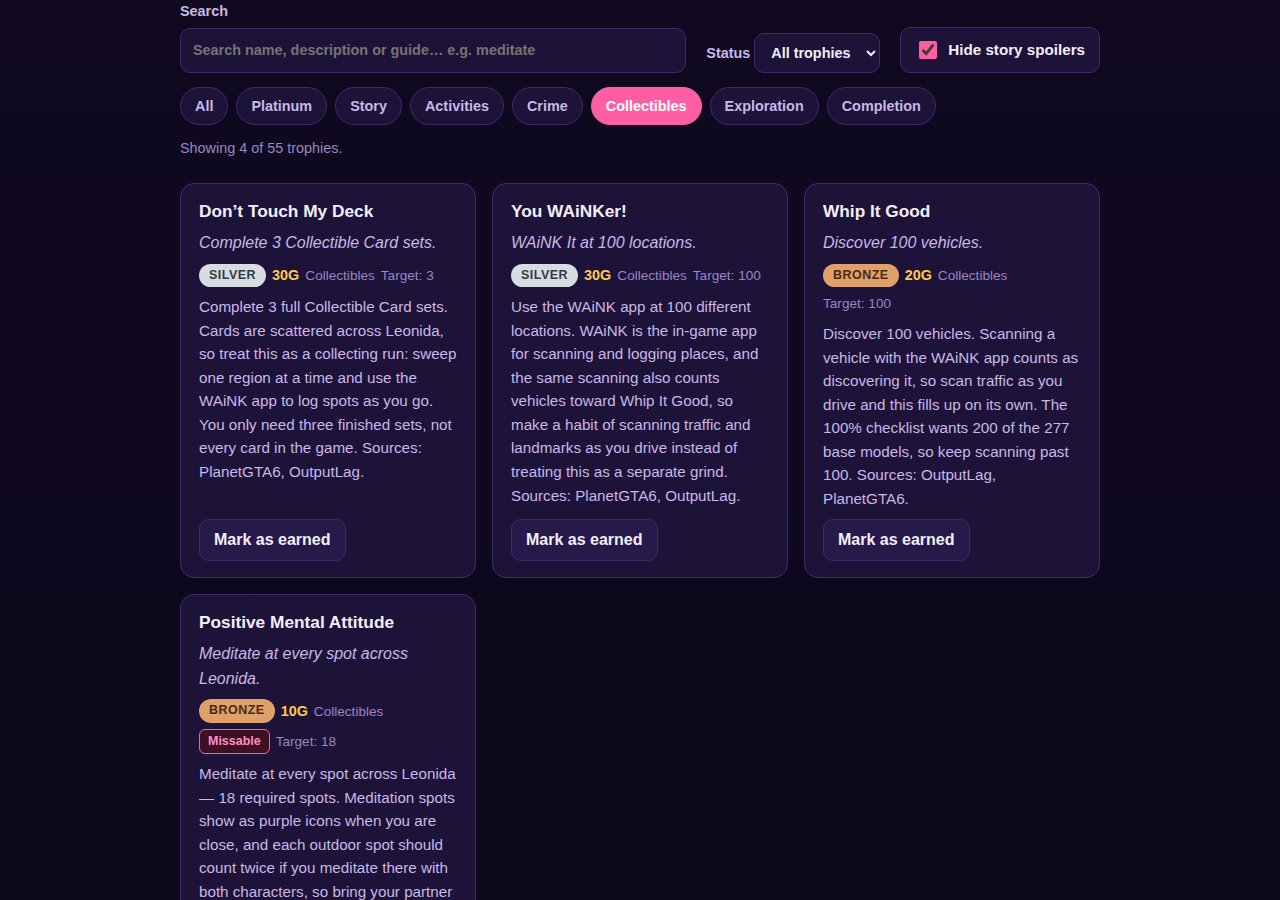 Search
Search name, description or guide… e.g. meditate
Status
All trophies
Hide story spoilers
All
Platinum
Story
Activities
Crime
Collectibles
Exploration
Completion
Showing 4 of 55 trophies.
Don’t Touch My Deck
Complete 3 Collectible Card sets.
SILVER 30G Collectibles Target: 3
Complete 3 full Collectible Card sets.
Cards are scattered across Leonida,
so treat this as a collecting run: sweep
one region at a time and use the
WAiNK app to log spots as you go.
You only need three finished sets, not
every card in the game. Sources:
PlanetGTA6, OutputLag.
Mark as earned
You WAiNKer!
WAiNK It at 100 locations.
SILVER 30G Collectibles Target: 100
Use the WAiNK app at 100 different
locations. WAiNK is the in-game app
for scanning and logging places, and
the same scanning also counts
vehicles toward Whip It Good, so
make a habit of scanning traffic and
landmarks as you drive instead of
treating this as a separate grind.
Sources: PlanetGTA6, OutputLag.
Mark as earned
Whip It Good
Discover 100 vehicles.
BRONZE 20G Collectibles
Target: 100
Discover 100 vehicles. Scanning a
vehicle with the WAiNK app counts as
discovering it, so scan traffic as you
drive and this fills up on its own. The
100% checklist wants 200 of the 277
base models, so keep scanning past
100. Sources: OutputLag,
PlanetGTA6.
Mark as earned
Positive Mental Attitude
Meditate at every spot across
Leonida.
BRONZE 10G Collectibles
Missable Target: 18
Meditate at every spot across Leonida
— 18 required spots. Meditation spots
show as purple icons when you are
close, and each outdoor spot should
count twice if you meditate there with
both characters, so bring your partner